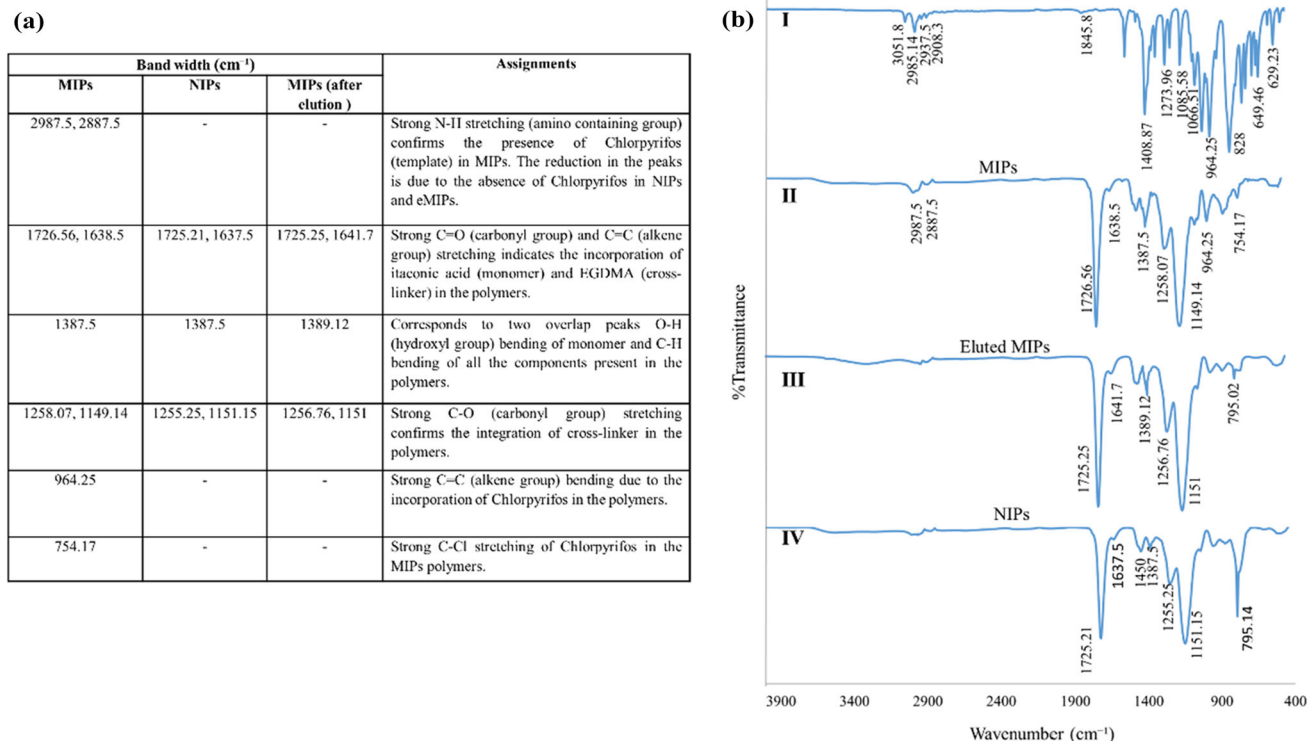 (a)
Band width (cm⁻¹) Assignments
MIPs NIPs MIPs (after
elution )
2987.5, 2887.5 - - Strong N-H stretching (amino containing group)
confirms the presence of Chlorpyrifos
(template) in MIPs. The reduction in the peaks
is due to the absence of Chlorpyrifos in NIPs
and eMIPs.
1726.56, 1638.5 1725.21, 1637.5 1725.25, 1641.7 Strong C=O (carbonyl group) and C=C (alkene
group) stretching indicates the incorporation of
itaconic acid (monomer) and EGDMA (cross-
linker) in the polymers.
1387.5 1387.5 1389.12 Corresponds to two overlap peaks O-H
(hydroxyl group) bending of monomer and C-H
bending of all the components present in the
polymers.
1258.07, 1149.14 1255.25, 1151.15 1256.76, 1151 Strong C-O (carbonyl group) stretching
confirms the integration of cross-linker in the
polymers.
964.25 - - Strong C=C (alkene group) bending due to the
incorporation of Chlorpyrifos in the polymers.
754.17 - - Strong C-Cl stretching of Chlorpyrifos in the
MIPs polymers.
(b)
%Transmittance
I
3051.8
2985.14
2937.5
2908.3
1845.8
1408.87
1273.96
1085.58
1066.51
964.25
828
649.46
629.23
MIPs
II
2987.5
2887.5
1726.56
1638.5
1387.5
1258.07
1149.14
964.25
754.17
Eluted MIPs
III
1725.25
1641.7
1389.12
1256.76
1151
795.02
NIPs
IV
1725.21
1637.5
1450
1387.5
1255.25
1151.15
795.14
3900 3400 2900 2400 1900 1400 900 400
Wavenumber (cm⁻¹)